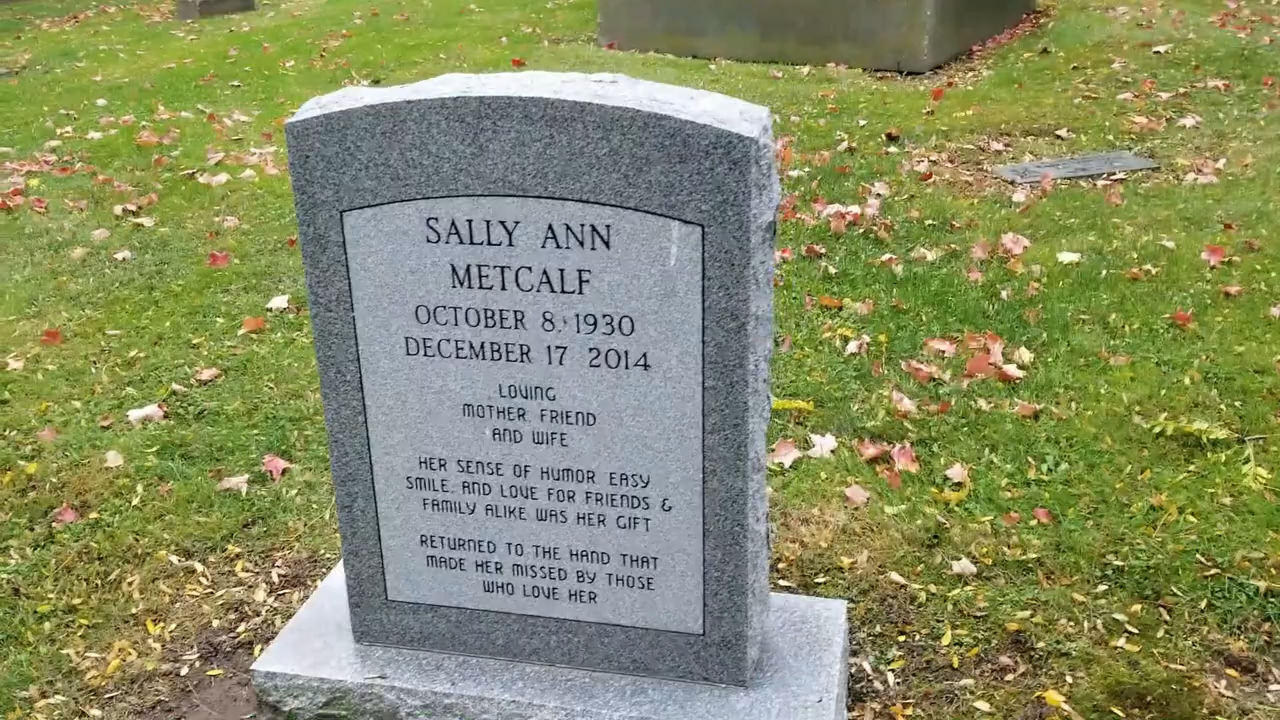 SALLY ANN
METCALF
OCTOBER 8, 1930
DECEMBER 17 2014
LOVING
MOTHER, FRIEND
AND WIFE
HER SENSE OF HUMOR EASY
SMILE, AND LOVE FOR FRIENDS &
FAMILY ALIKE WAS HER GIFT
RETURNED TO THE HAND THAT
MADE HER MISSED BY THOSE
WHO LOVE HER